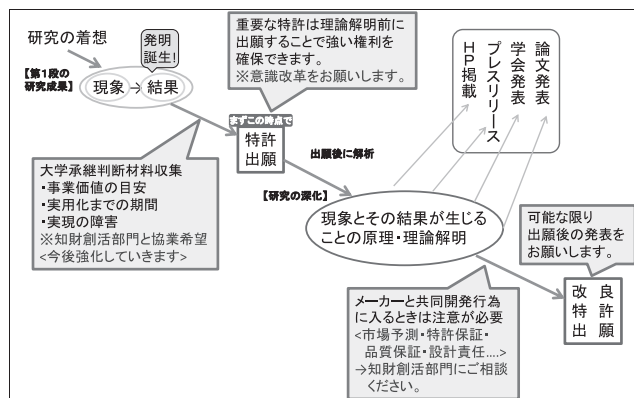 研究の着想
【第1段の
研究成果】
発明
誕生!
現象→結果
重要な特許は理論解明前に
出願することで強い権利を
確保できます。
※意識改革をお願いします。
まずこの時点で
特許
出願
出願後に解析
大学承継判断材料収集
・事業価値の目安
・実用化までの期間
・実現の障害
※知財創活部門と協業希望
<今後強化していきます>
【研究の深化】
現象とその結果が生じる
ことの原理・理論解明
HP掲載
プレスリリース
学会発表
論文発表
可能な限り
出願後の発表を
お願いします。
改良
特許
出願
メーカーと共同開発行為
に入るときは注意が必要
<市場予測・特許保証・
品質保証・設計責任....>
→知財創活部門にご相談
ください。